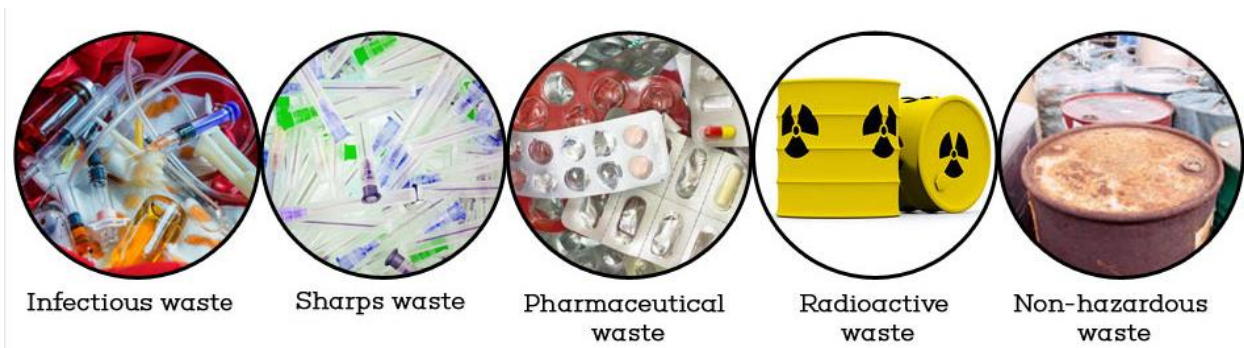 Infectious waste
Sharps waste
Pharmaceutical
waste
Radioactive
waste
Non-hazardous
waste